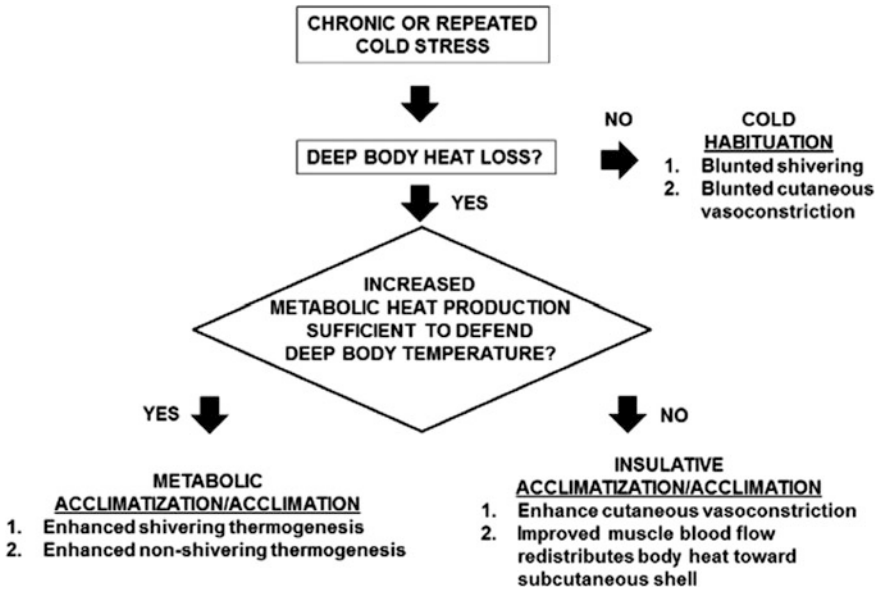 CHRONIC OR REPEATED
COLD STRESS
DEEP BODY HEAT LOSS?
NO
COLD
HABITUATION
1. Blunted shivering
2. Blunted cutaneous
vasoconstriction
YES
INCREASED
METABOLIC HEAT PRODUCTION
SUFFICIENT TO DEFEND
DEEP BODY TEMPERATURE?
YES
METABOLIC
ACCLIMATIZATION/ACCLIMATION
1. Enhanced shivering thermogenesis
2. Enhanced non-shivering thermogenesis
NO
INSULATIVE
ACCLIMATIZATION/ACCLIMATION
1. Enhance cutaneous vasoconstriction
2. Improved muscle blood flow
redistributes body heat toward
subcutaneous shell